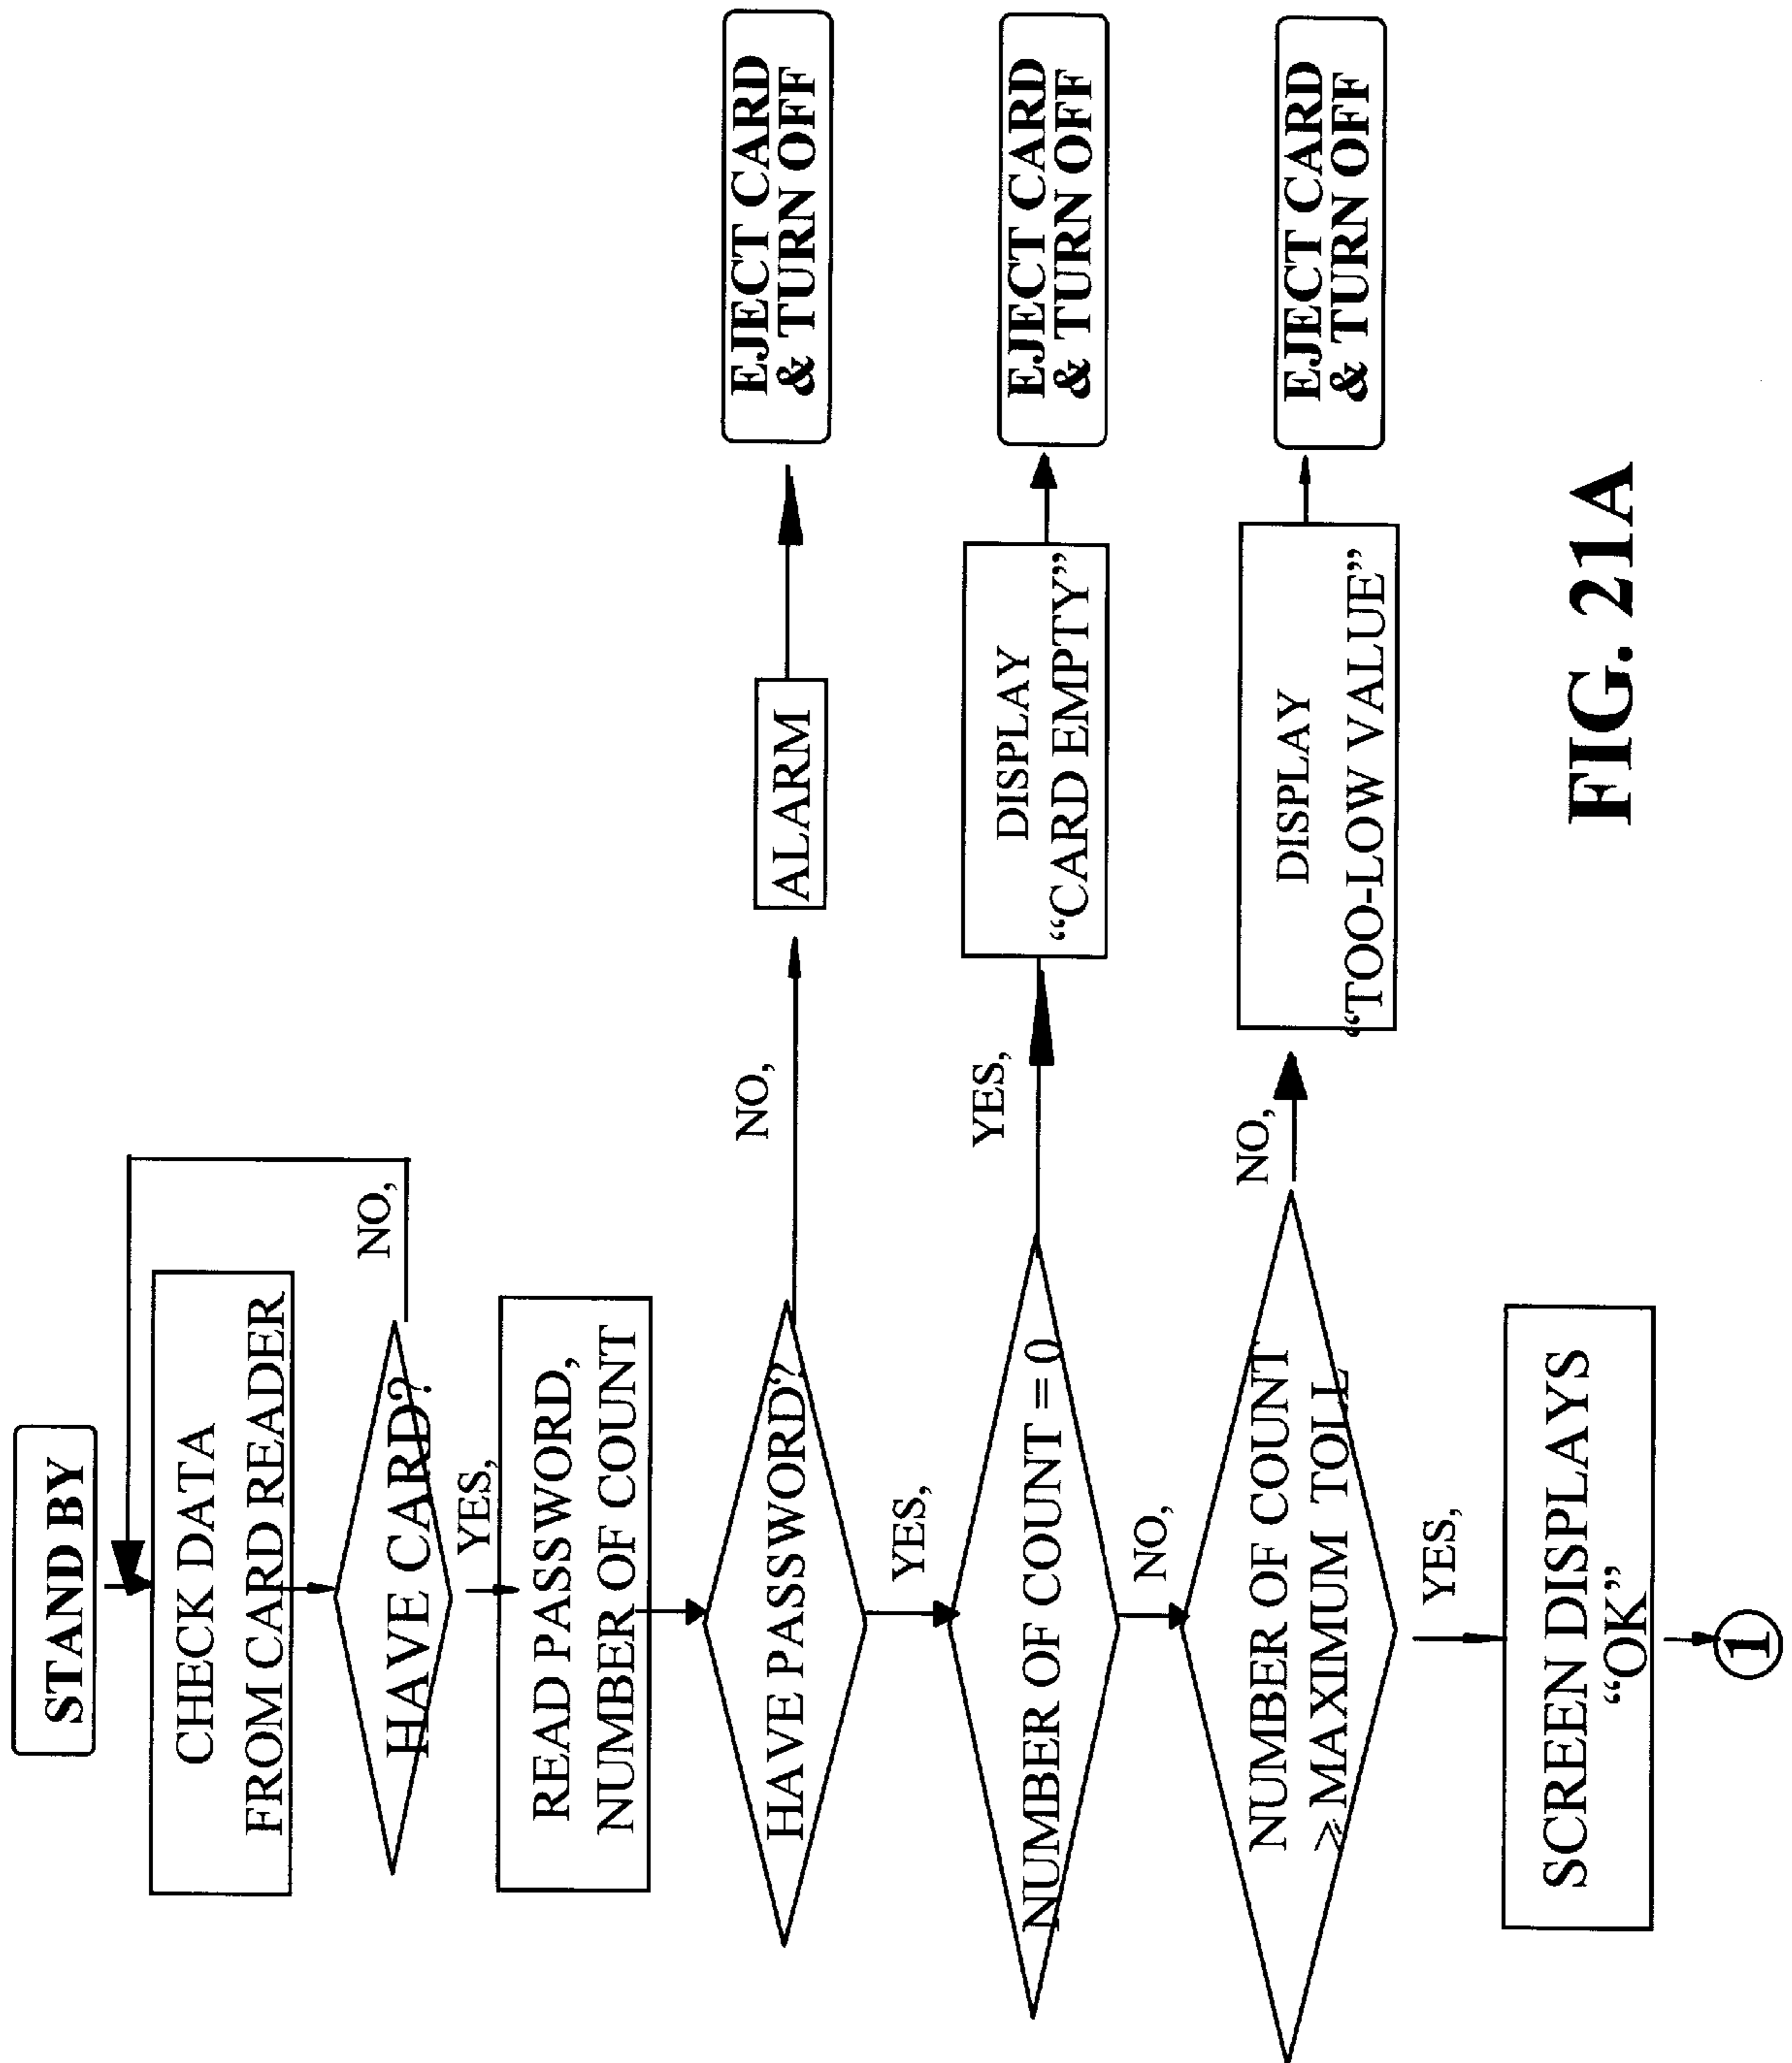 STAND BY
CHECK DATA
FROM CARD READER
HAVE CARD?
NO,
YES,
READ PASSWORD,
NUMBER OF COUNT
HAVE PASSWORD?
NO,
ALARM
EJECT CARD
& TURN OFF
YES,
NUMBER OF COUNT = 0
YES,
DISPLAY
“CARD EMPTY”
EJECT CARD
& TURN OFF
NO,
NUMBER OF COUNT
≥ MAXIMUM TOLL
NO,
DISPLAY
“TOO-LOW VALUE”
EJECT CARD
& TURN OFF
YES,
SCREEN DISPLAYS
“OK”
1
FIG. 21A